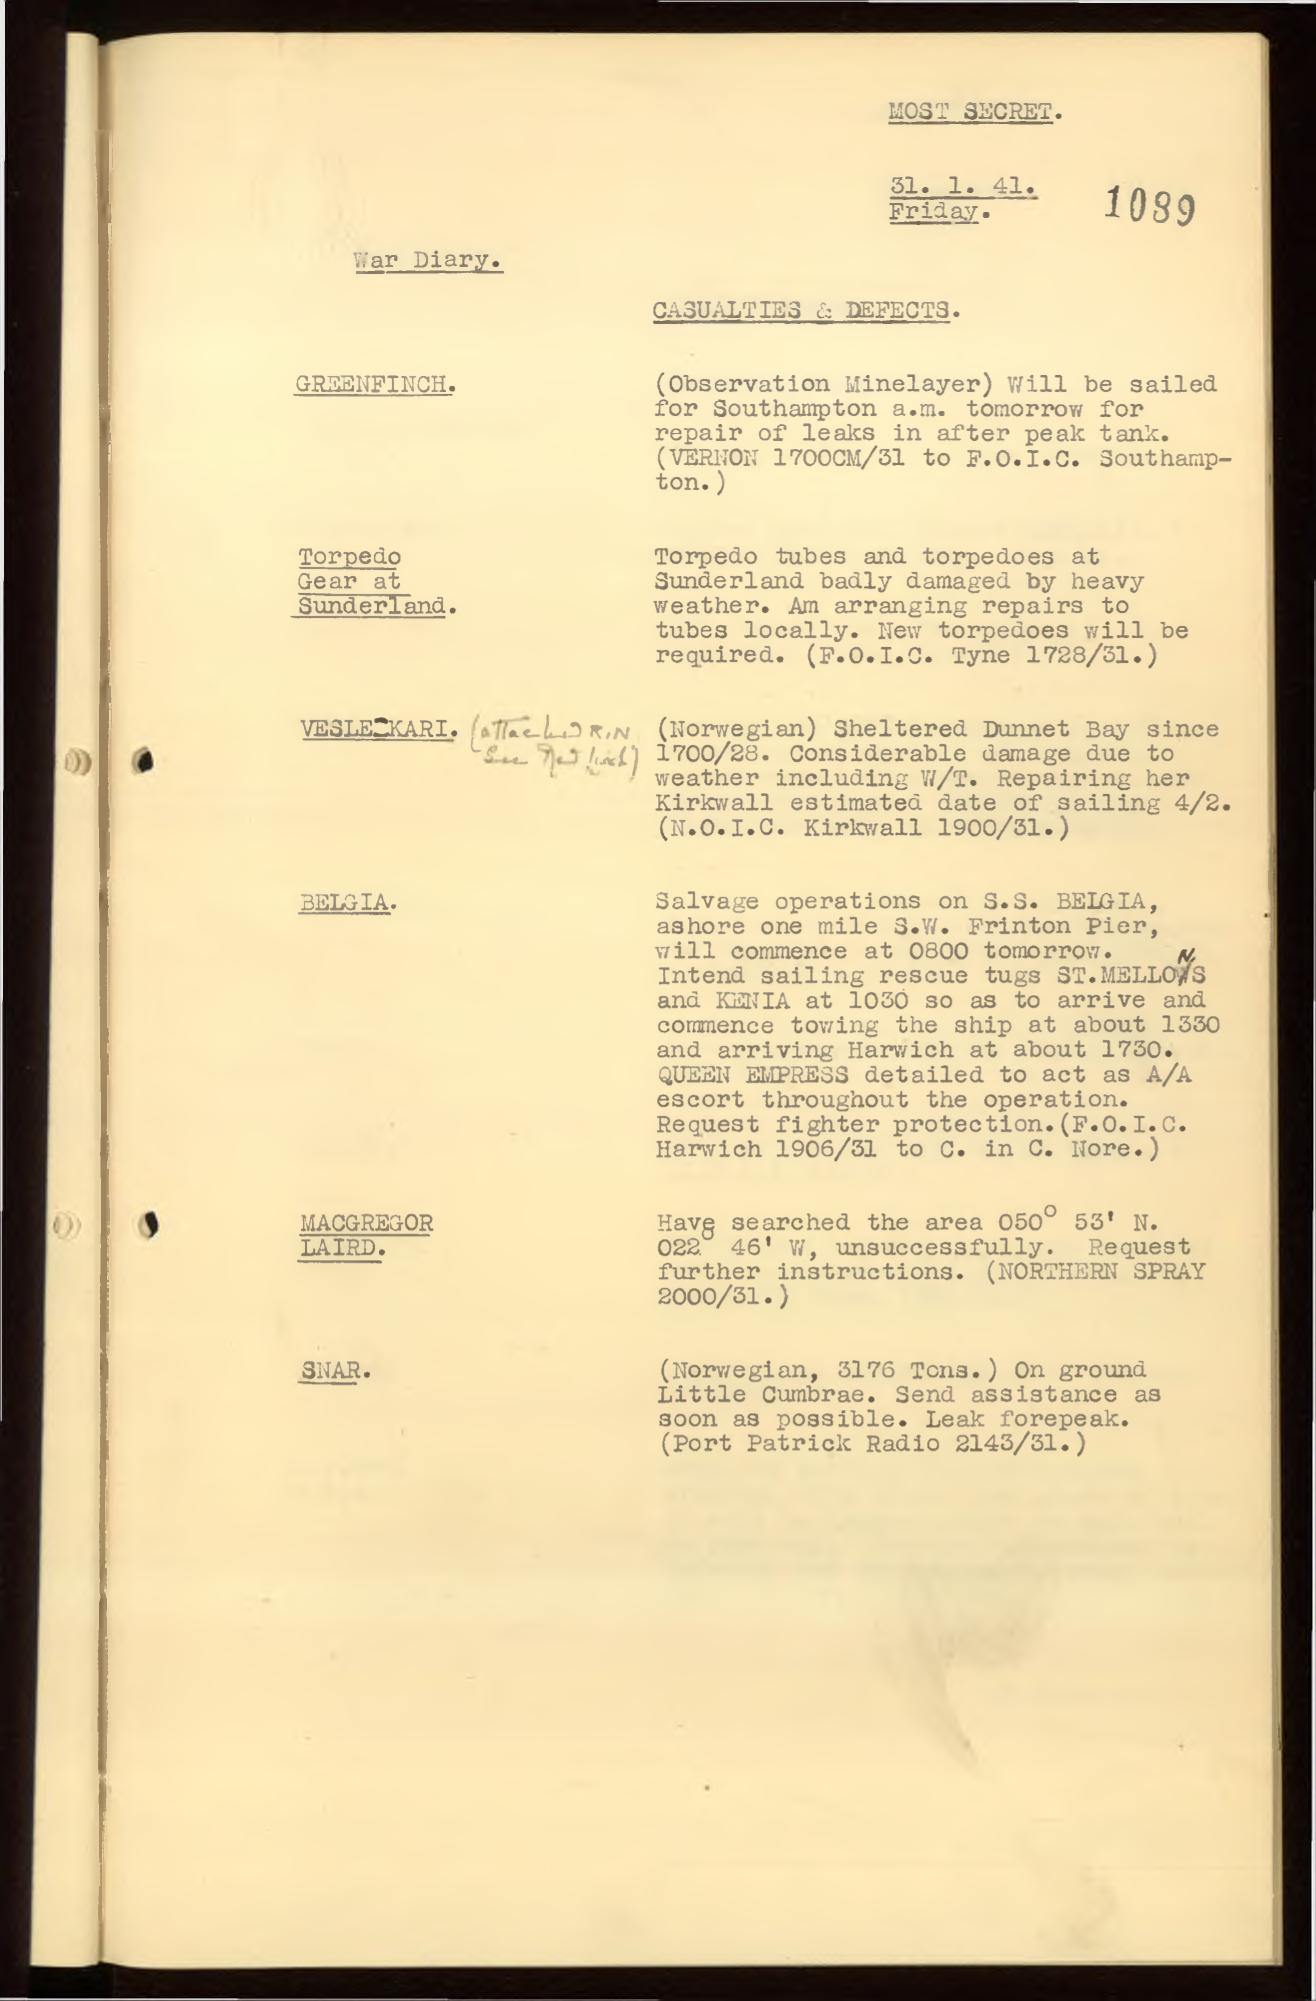 MOST SECRET.
31. 1. 41.
Friday.
1089
War Diary.
CASUALTIES & DEFECTS.
GREENFINCH.
(Observation Minelayer) Will be sailed
for Southampton a.m. tomorrow for
repair of leaks in after peak tank.
(VERNON 1700CM/31 to F.O.I.C. Southamp-
ton.)
Torpedo
Gear at
Sunderland.
Torpedo tubes and torpedoes at
Sunderland badly damaged by heavy
weather. Am arranging repairs to
tubes locally. New torpedoes will be
required. (F.O.I.C. Tyne 1728/31.)
VESLEKARI.
(attached R.N
See Red
(Norwegian) Sheltered Dunnet Bay since
1700/28. Considerable damage due to
weather including W/T. Repairing her
Kirkwall estimated date of sailing 4/2.
(N.O.I.C. Kirkwall 1900/31.)
BELGIA.
Salvage operations on S.S. BELGIA,
ashore one mile S.W. Frinton Pier,
will commence at 0800 tomorrow.
Intend sailing rescue tugs ST.MELLONS
and KENIA at 1030 so as to arrive and
commence towing the ship at about 1330
and arriving Harwich at about 1730.
QUEEN EMPRESS detailed to act as A/A
escort throughout the operation.
Request fighter protection.(F.O.I.C.
Harwich 1906/31 to C. in C. Nore.)
MACGREGOR
LAIRD.
Have searched the area 050° 53' N.
022° 46' W, unsuccessfully. Request
further instructions. (NORTHERN SPRAY
2000/31.)
SNAR.
(Norwegian, 3176 Tons.) On ground
Little Cumbrae. Send assistance as
soon as possible. Leak forepeak.
(Port Patrick Radio 2143/31.)